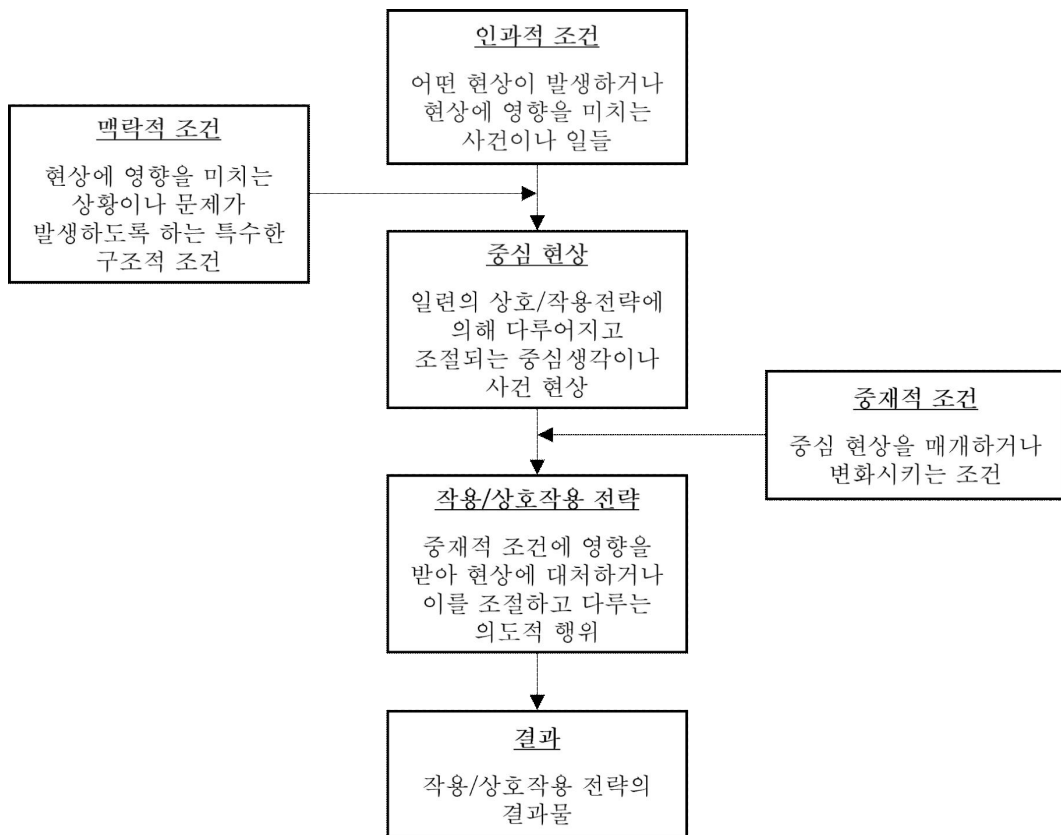 인과적 조건
어떤 현상이 발생하거나
현상에 영향을 미치는
사건이나 일들
맥락적 조건
현상에 영향을 미치는
상황이나 문제가
발생하도록 하는 특수한
구조적 조건
중심 현상
일련의 상호/작용전략에
의해 다루어지고
조절되는 중심생각이나
사건 현상
중재적 조건
중심 현상을 매개하거나
변화시키는 조건
작용/상호작용 전략
중재적 조건에 영향을
받아 현상에 대처하거나
이를 조절하고 다루는
의도적 행위
결과
작용/상호작용 전략의
결과물